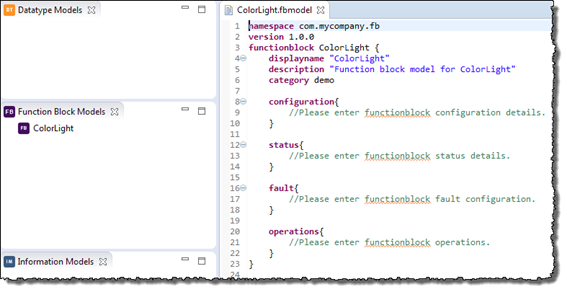 DT Datatype Models
FB Function Block Models
FB ColorLight
IM Information Models
ColorLight.fbmodel
1 namespace com.mycompany.fb
2 version 1.0.0
3 functionblock ColorLight {
4 displayname "ColorLight"
5 description "Function block model for ColorLight"
6 category demo
7
8 configuration{
9 //Please enter functionblock configuration details.
10 }
11
12 status{
13 //Please enter functionblock status details.
14 }
15
16 fault{
17 //Please enter functionblock fault configuration.
18 }
19
20 operations{
21 //Please enter functionblock operations.
22 }
23 }
24